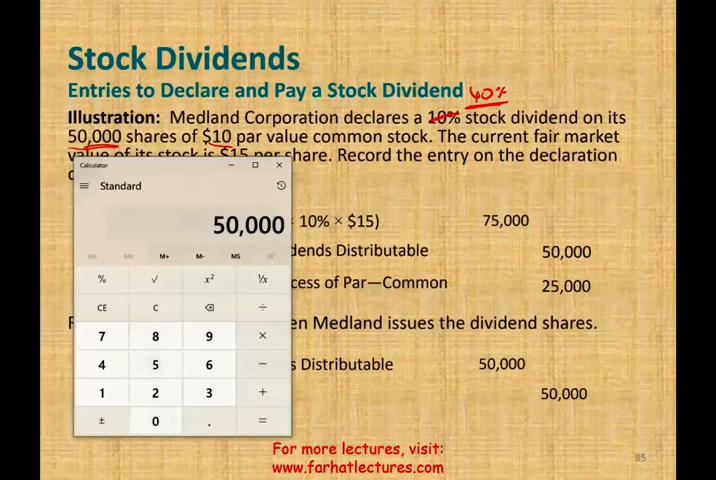 Stock Dividends
Entries to Declare and Pay a Stock Dividend 40%
Illustration: Medland Corporation declares a 10% stock dividend on its
50,000 shares of $10 par value common stock. The current fair market
value of its stock is $15 per share. Record the entry on the declaration
Calculator
Standard
50,000
× 10% × $15) 75,000
dends Distributable 50,000
MC MR M+ M- MS M˅
cess of Par—Common 25,000
% √ x² ¹/x
CE C ⌫ ÷
en Medland issues the dividend shares.
7 8 9 ×
4 5 6 −
s Distributable 50,000
1 2 3 +
50,000
± 0 . =
For more lectures, visit:
www.farhatlectures.com
85